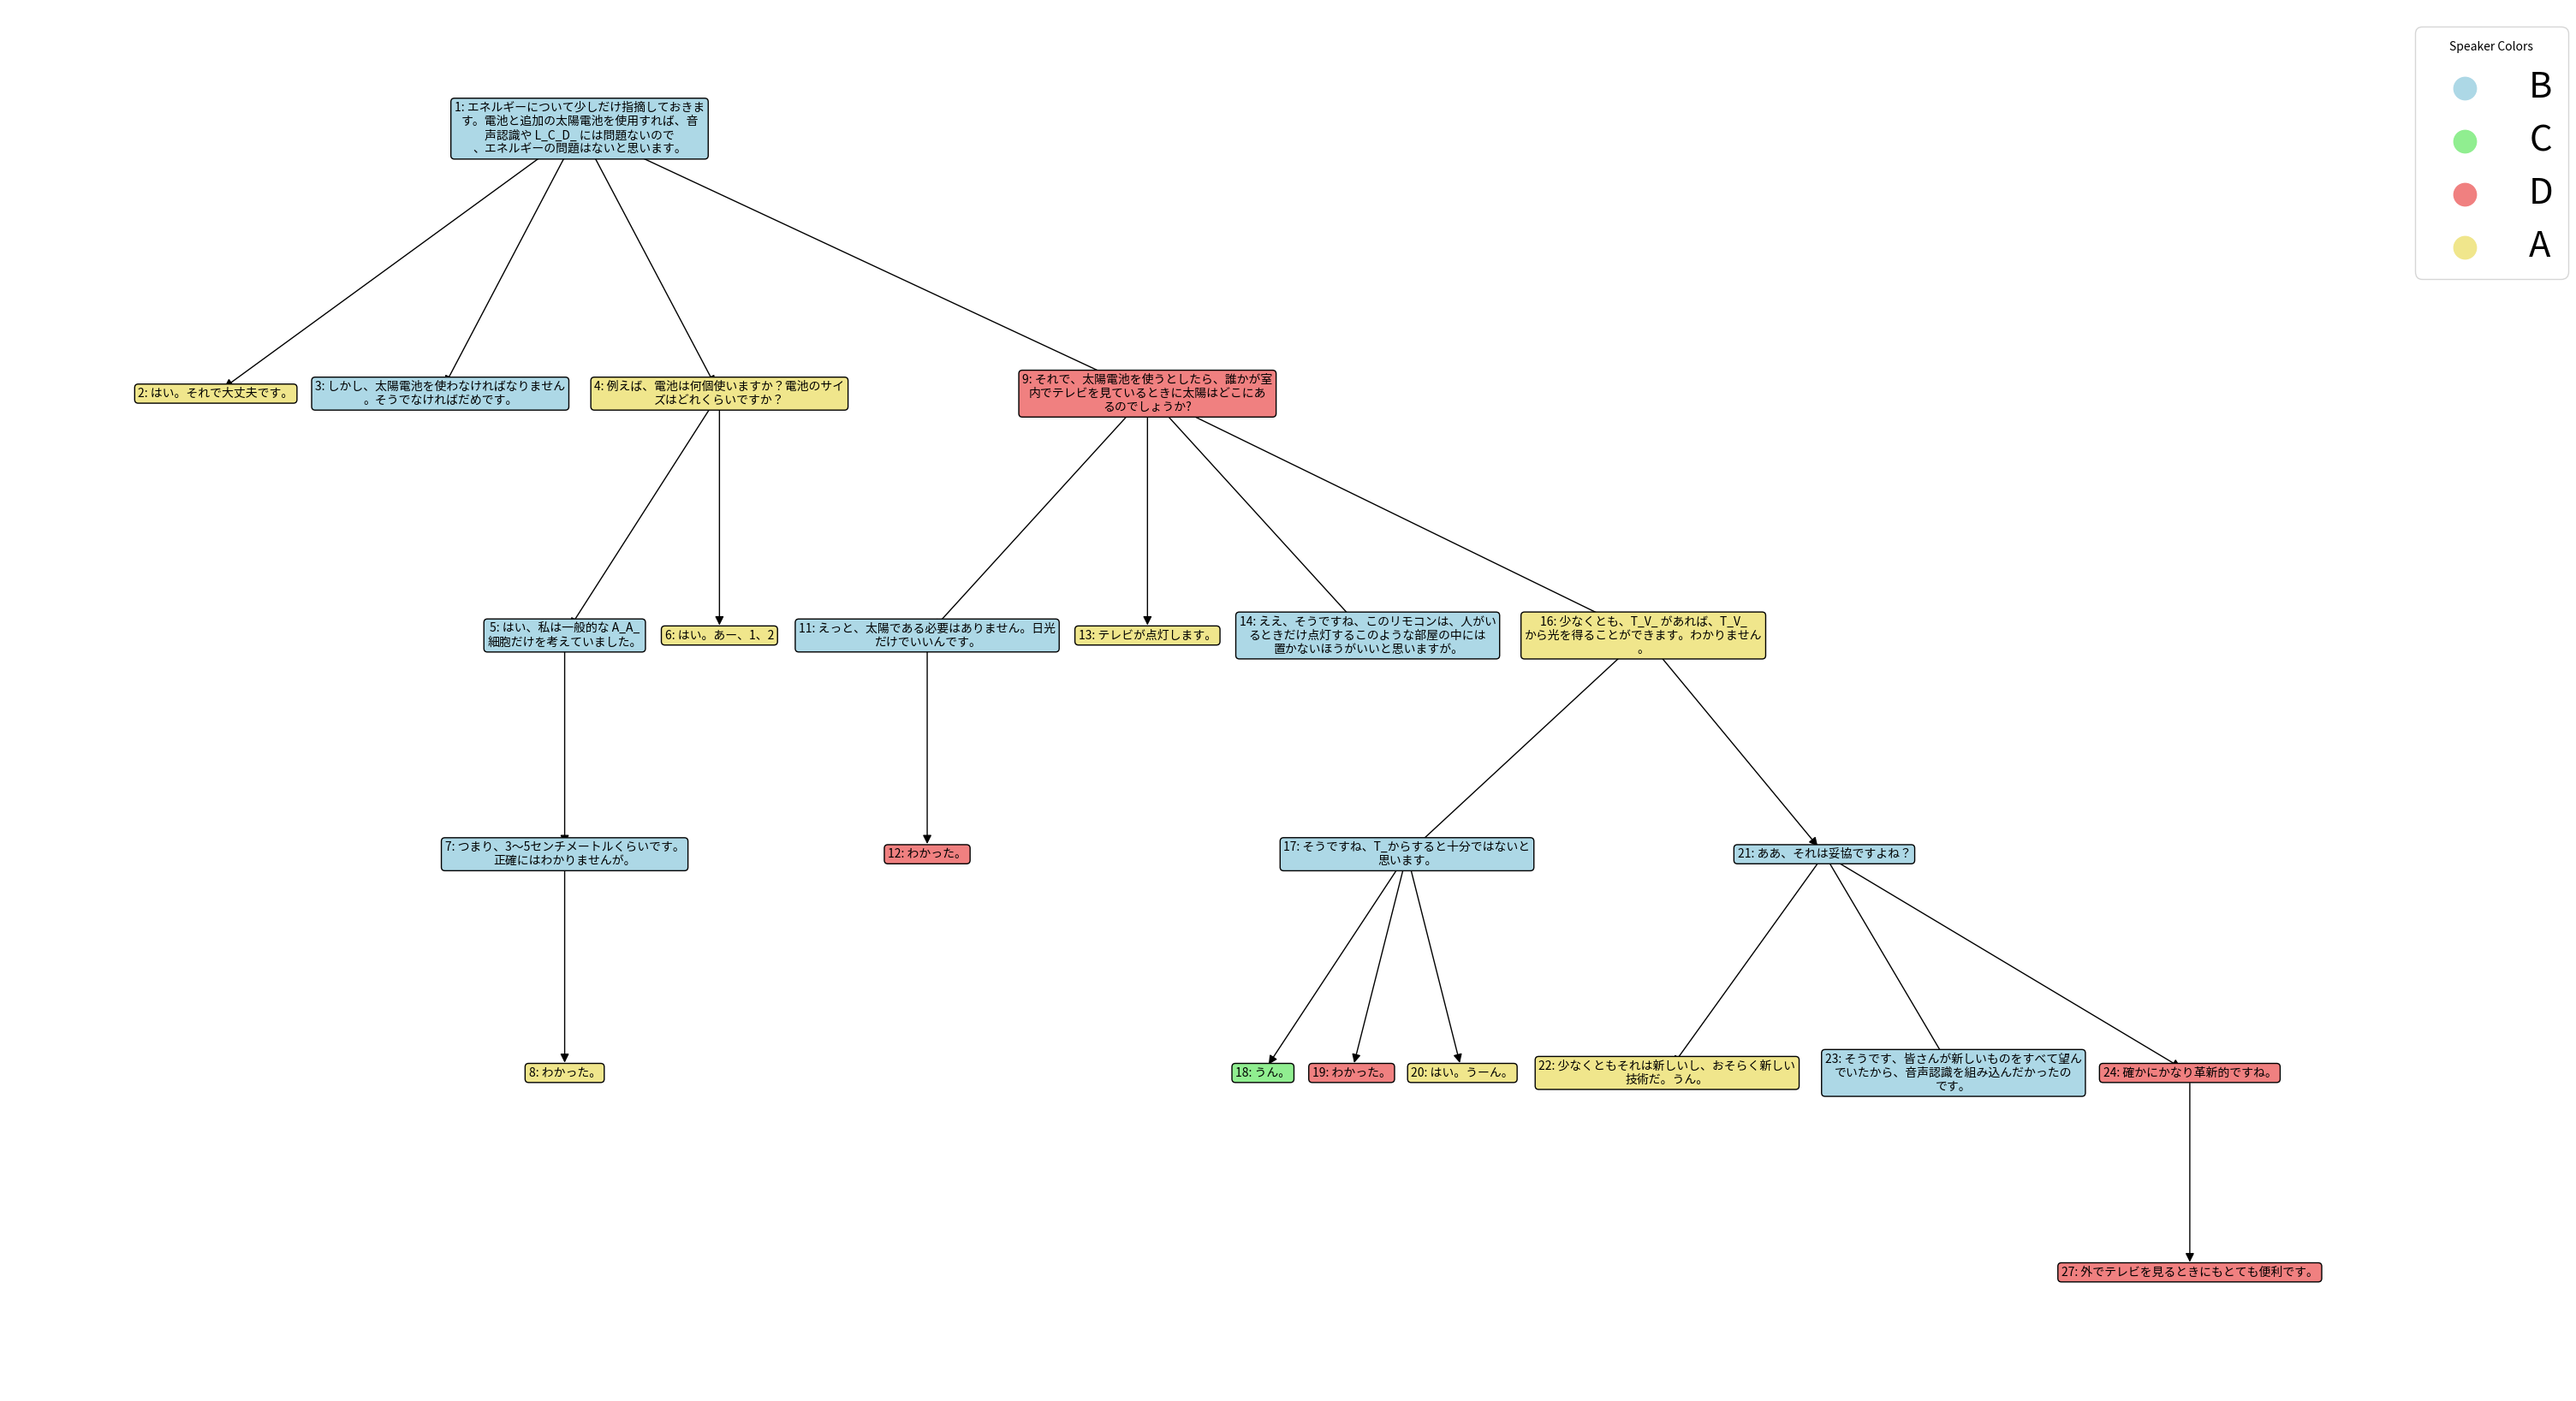 Speaker Colors
B
C
D
A
1: エネルギーについて少しだけ指摘しておきま
す。電池と追加の太陽電池を使用すれば、音
声認識や L_C_D_ には問題ないので
、エネルギーの問題はないと思います。
2: はい。それで大丈夫です。
3: しかし、太陽電池を使わなければなりません
。そうでなければだめです。
4: 例えば、電池は何個使いますか？電池のサイ
ズはどれくらいですか？
9: それで、太陽電池を使うとしたら、誰かが室
内でテレビを見ているときに太陽はどこにあ
るのでしょうか?
5: はい、私は一般的な A_A_
細胞だけを考えていました。
6: はい。あー、1、2
11: えっと、太陽である必要はありません。日光
だけでいいんです。
13: テレビが点灯します。
14: ええ、そうですね、このリモコンは、人がい
るときだけ点灯するこのような部屋の中には
置かないほうがいいと思いますが。
16: 少なくとも、T_V_ があれば、T_V_
から光を得ることができます。わかりません
。
7: つまり、3～5センチメートルくらいです。
正確にはわかりませんが。
12: わかった。
17: そうですね、T_からすると十分ではないと
思います。
21: ああ、それは妥協ですよね？
8: わかった。
18: うん。
19: わかった。
20: はい。うーん。
22: 少なくともそれは新しいし、おそらく新しい
技術だ。うん。
23: そうです、皆さんが新しいものをすべて望ん
でいたから、音声認識を組み込んだかったの
です。
24: 確かにかなり革新的ですね。
27: 外でテレビを見るときにもとても便利です。